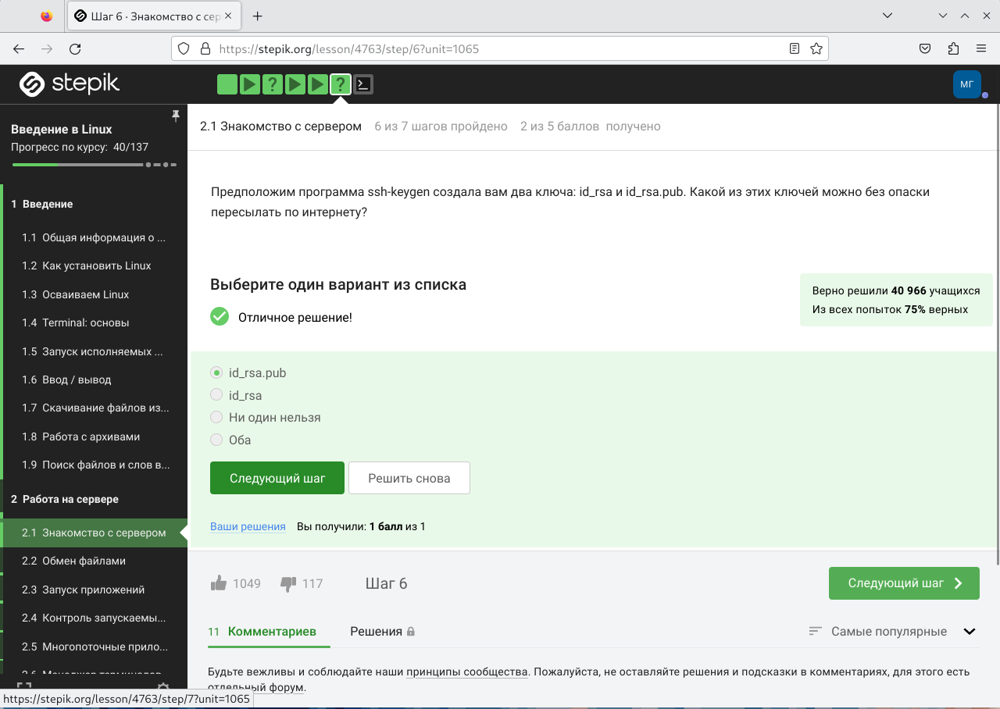 Шаг 6 · Знакомство с сер
https://stepik.org/lesson/4763/step/6?unit=1065
stepik
МГ
Введение в Linux
Прогресс по курсу: 40/137
1 Введение
1.1 Общая информация о ...
1.2 Как установить Linux
1.3 Осваиваем Linux
1.4 Terminal: основы
1.5 Запуск исполняемых ...
1.6 Ввод / вывод
1.7 Скачивание файлов из...
1.8 Работа с архивами
1.9 Поиск файлов и слов в...
2 Работа на сервере
2.1 Знакомство с сервером
2.2 Обмен файлами
2.3 Запуск приложений
2.4 Контроль запускаемы...
2.5 Многопоточные прило...
2.6 Менеджер терминалов
https://stepik.org/lesson/4763/step/7?unit=1065
2.1 Знакомство с сервером 6 из 7 шагов пройдено 2 из 5 баллов получено
Предположим программа ssh-keygen создала вам два ключа: id_rsa и id_rsa.pub. Какой из этих ключей можно без опаски
пересылать по интернету?
Выберите один вариант из списка
Отличное решение!
Верно решили 40 966 учащихся
Из всех попыток 75% верных
id_rsa.pub
id_rsa
Ни один нельзя
Оба
Следующий шаг Решить снова
Ваши решения Вы получили: 1 балл из 1
1049 117 Шаг 6 Следующий шаг
11 Комментариев Решения Самые популярные
Будьте вежливы и соблюдайте наши принципы сообщества. Пожалуйста, не оставляйте решения и подсказки в комментариях, для этого есть
отдельный форум.